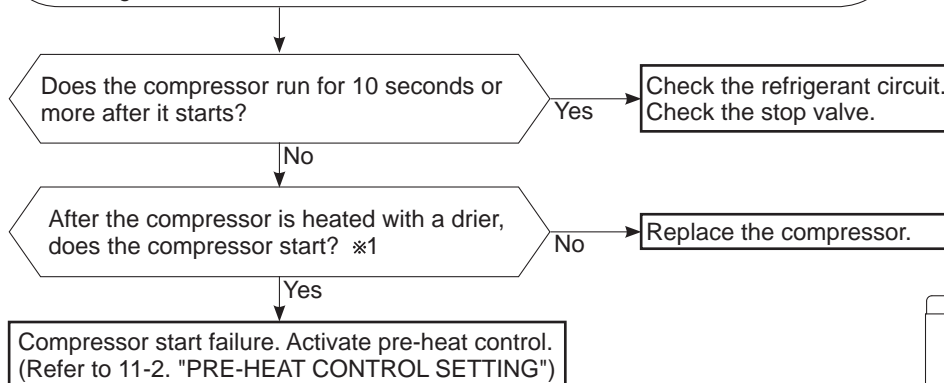 Does the compressor run for 10 seconds or
more after it starts?
Yes
Check the refrigerant circuit.
Check the stop valve.
No
After the compressor is heated with a drier,
does the compressor start? ※1
No
Replace the compressor.
Yes
Compressor start failure. Activate pre-heat control.
(Refer to 11-2. "PRE-HEAT CONTROL SETTING")